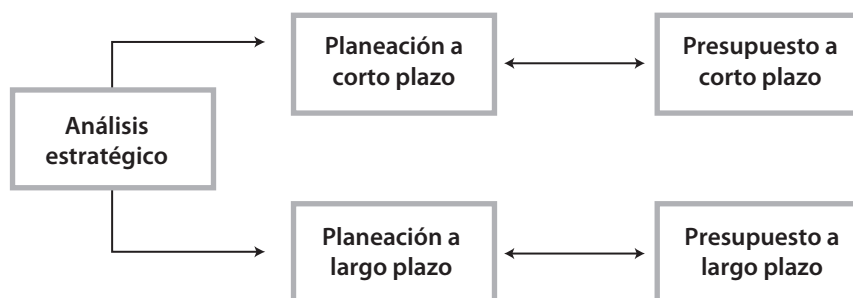 Planeación a
corto plazo
Presupuesto a
corto plazo
Análisis
estratégico
Planeación a
largo plazo
Presupuesto a
largo plazo